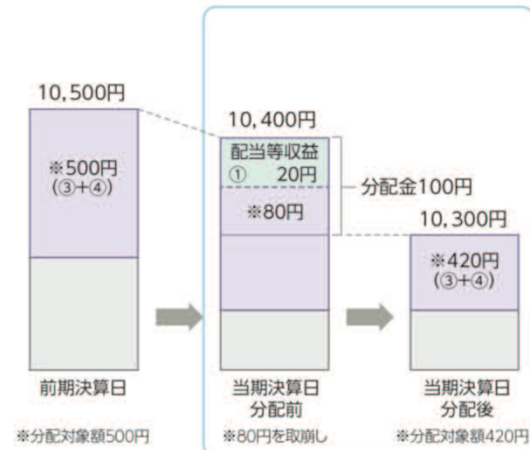 10,500円
※500円
(③+④)
前期決算日
※分配対象額500円
10,400円
配当等収益
① 20円
※80円
分配金100円
当期決算日
分配前
※80円を取崩し
10,300円
※420円
(③+④)
当期決算日
分配後
※分配対象額420円